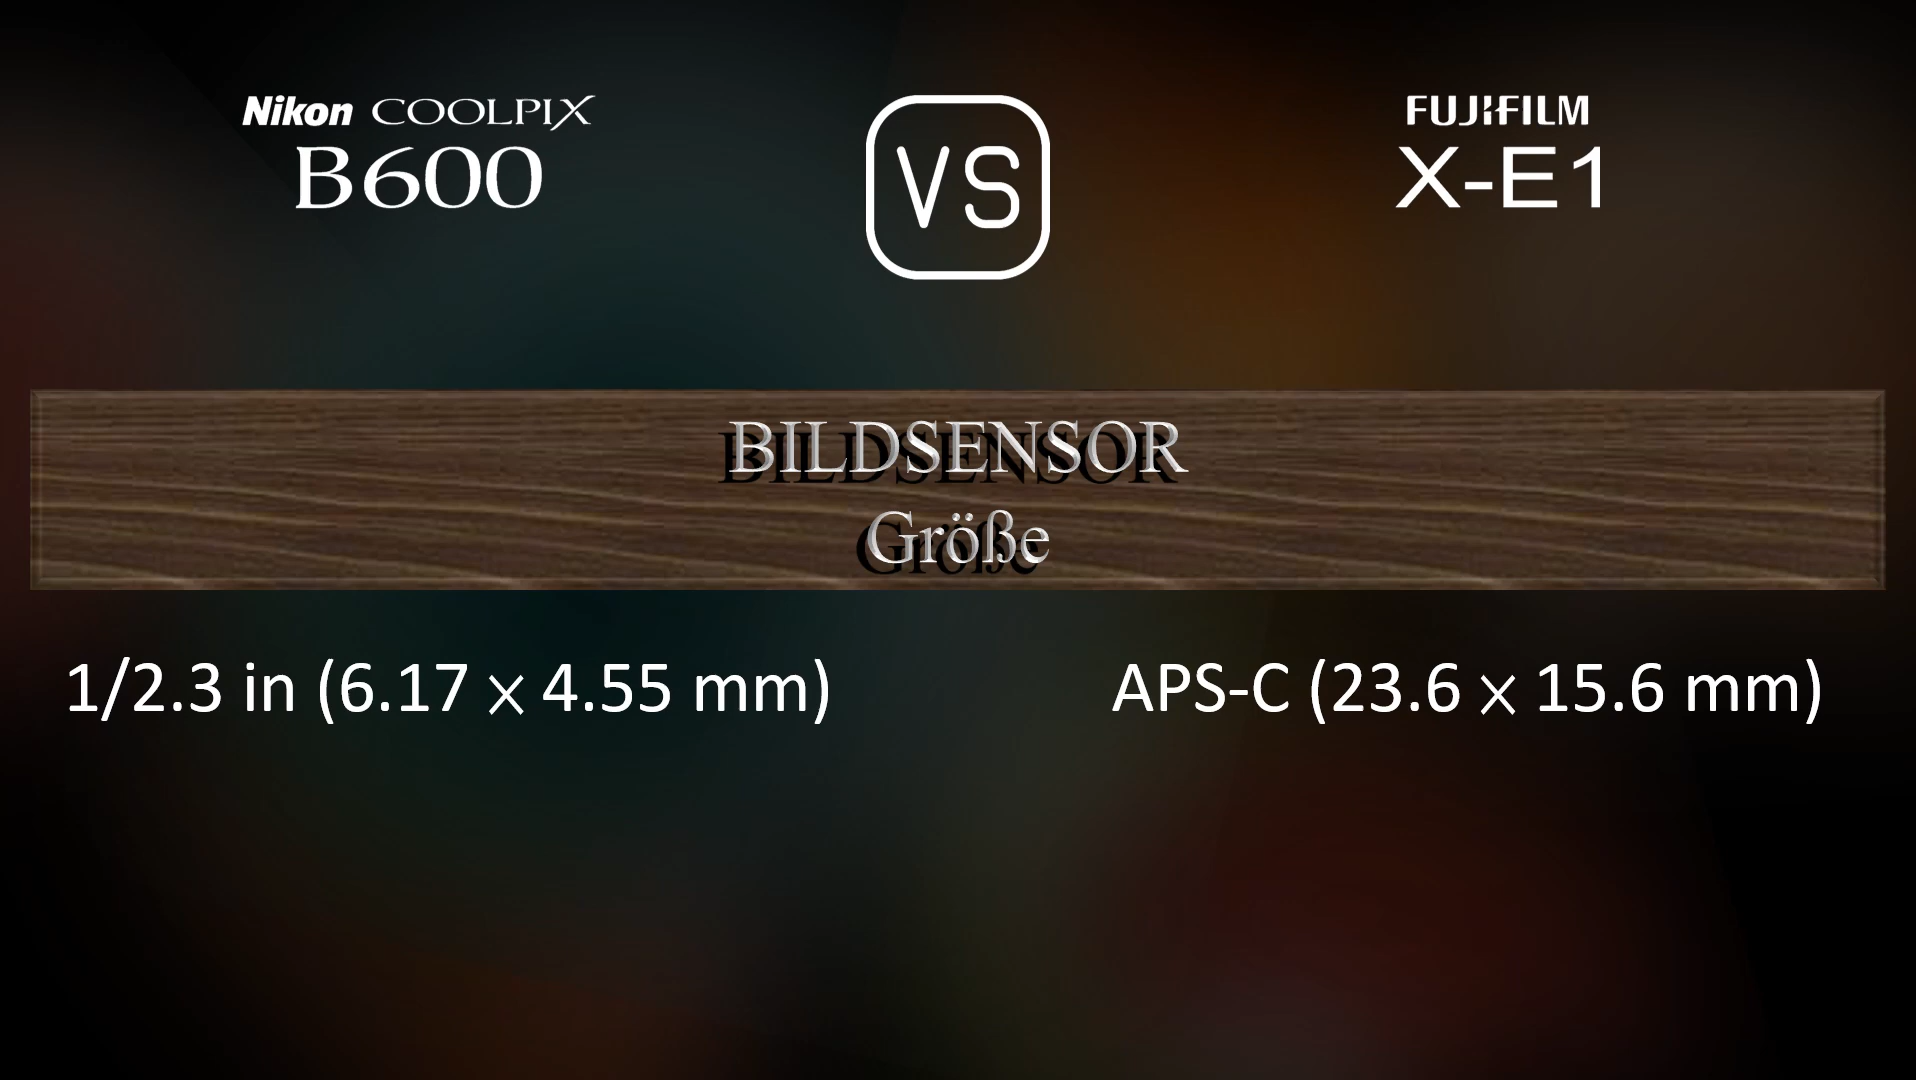 Nikon COOLPIX
B600
VS
FUJIFILM
X-E1
BILDSENSOR
Größe
1/2.3 in (6.17 x 4.55 mm)
APS-C (23.6 x 15.6 mm)